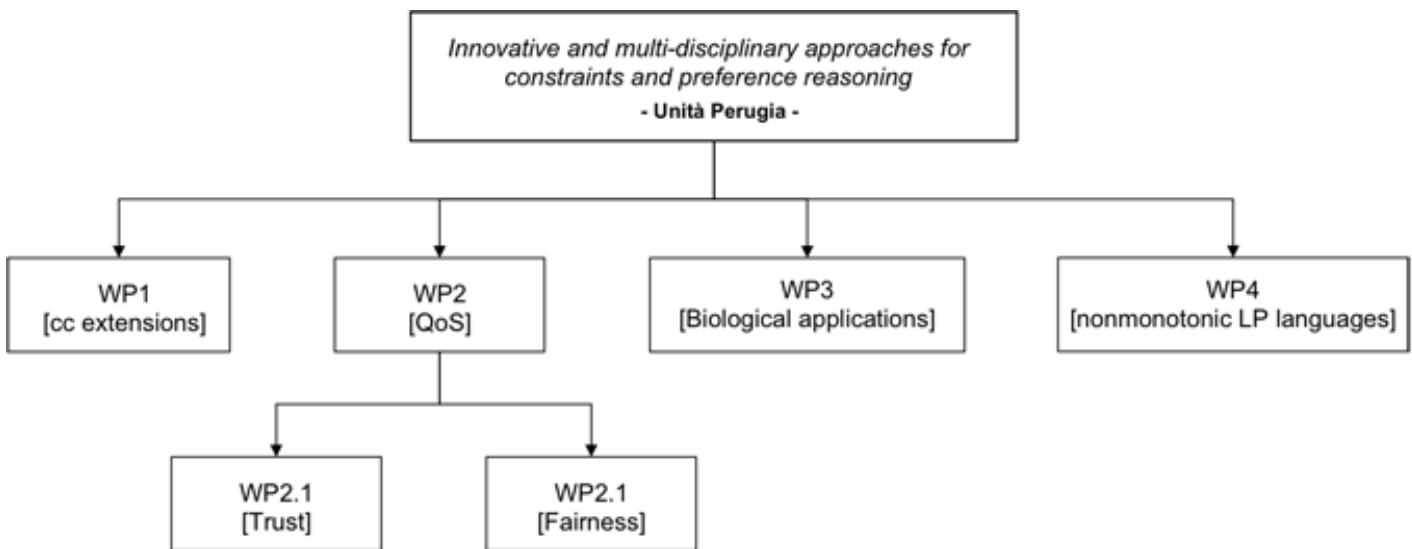 Innovative and multi-disciplinary approaches for
constraints and preference reasoning
- Unità Perugia -
WP1
[cc extensions]
WP2
[QoS]
WP3
[Biological applications]
WP4
[nonmonotonic LP languages]
WP2.1
[Trust]
WP2.1
[Fairness]